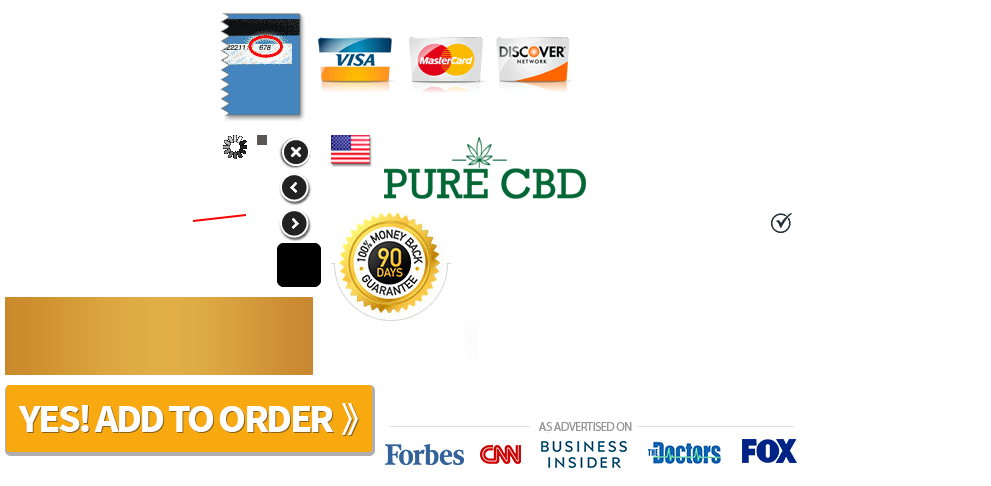 22211 678
VISA
MasterCard
DISCOVER
NETWORK
PURE CBD
100% MONEY BACK
90
DAYS
GUARANTEE
YES! ADD TO ORDER
AS ADVERTISED ON
Forbes
CNN
BUSINESS
INSIDER
THE Doctors
FOX